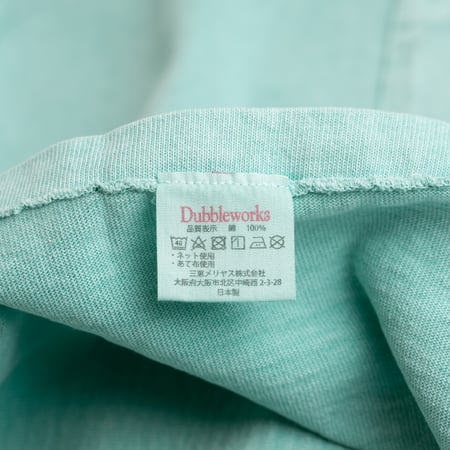 Dubbleworks
品質表示 綿 100%
40
・ネット使用
・あて布使用
三恵メリヤス株式会社
大阪府大阪市北区中崎西2-3-28
日本製